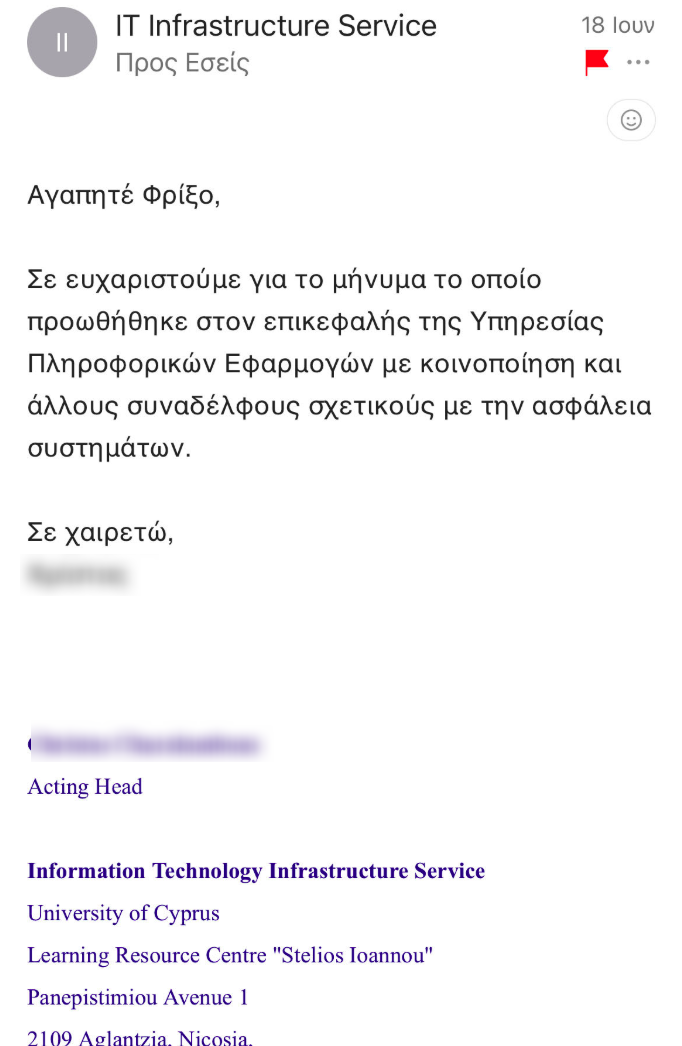 II
IT Infrastructure Service
18 Ιουν
Προς Εσείς
Αγαπητέ Φρίξο,
Σε ευχαριστούμε για το μήνυμα το οποίο
προωθήθηκε στον επικεφαλής της Υπηρεσίας
Πληροφορικών Εφαρμογών με κοινοποίηση και
άλλους συναδέλφους σχετικούς με την ασφάλεια
συστημάτων.
Σε χαιρετώ,
Acting Head
Information Technology Infrastructure Service
University of Cyprus
Learning Resource Centre "Stelios Ioannou"
Panepistimiou Avenue 1
2109 Aglantzia, Nicosia,